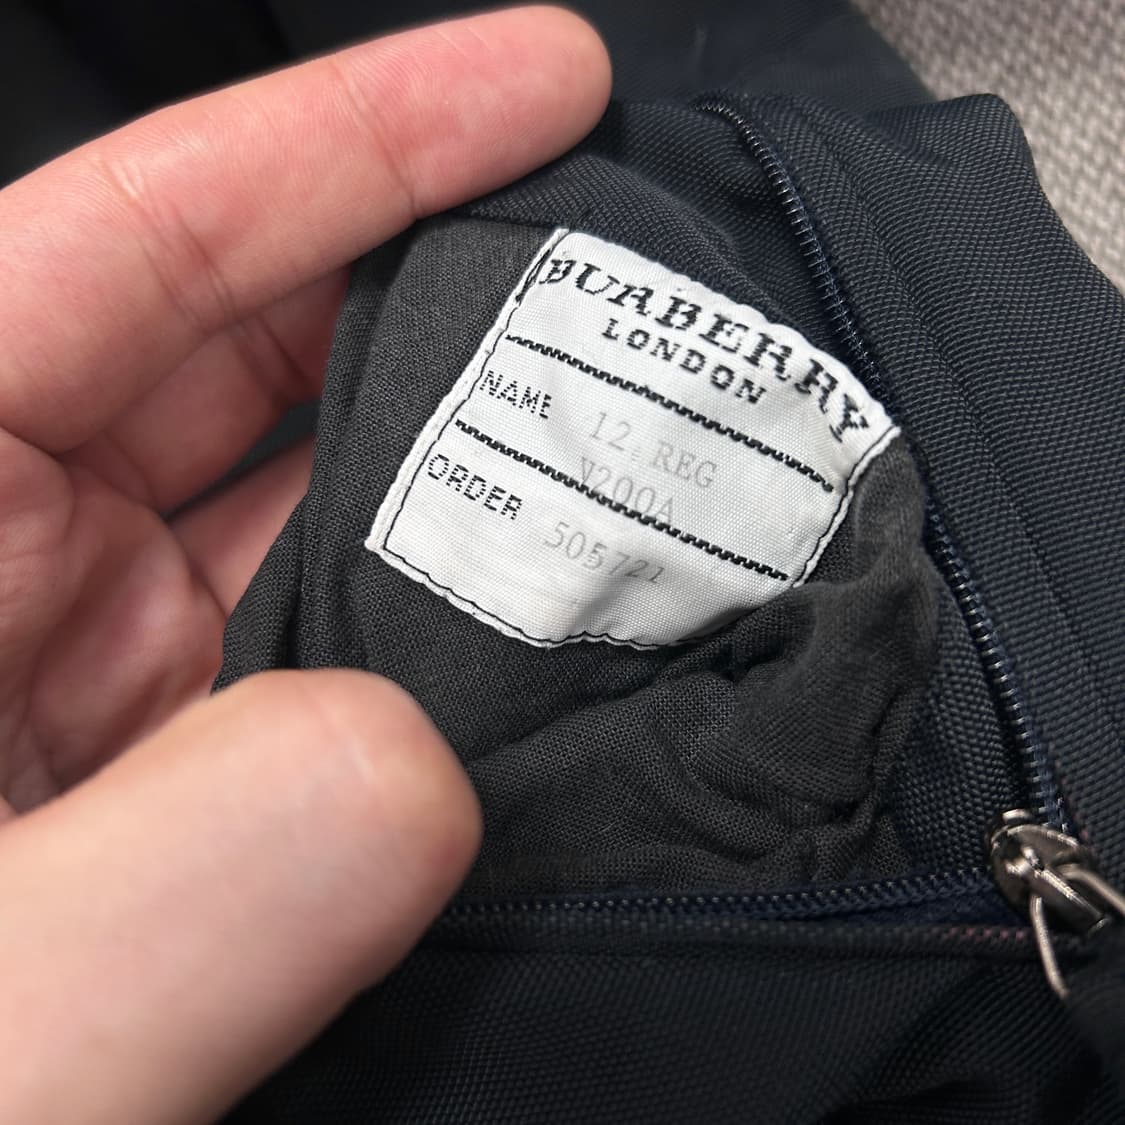 BURBERRY
LONDON
NAME 12 REG
V200A
ORDER 505721